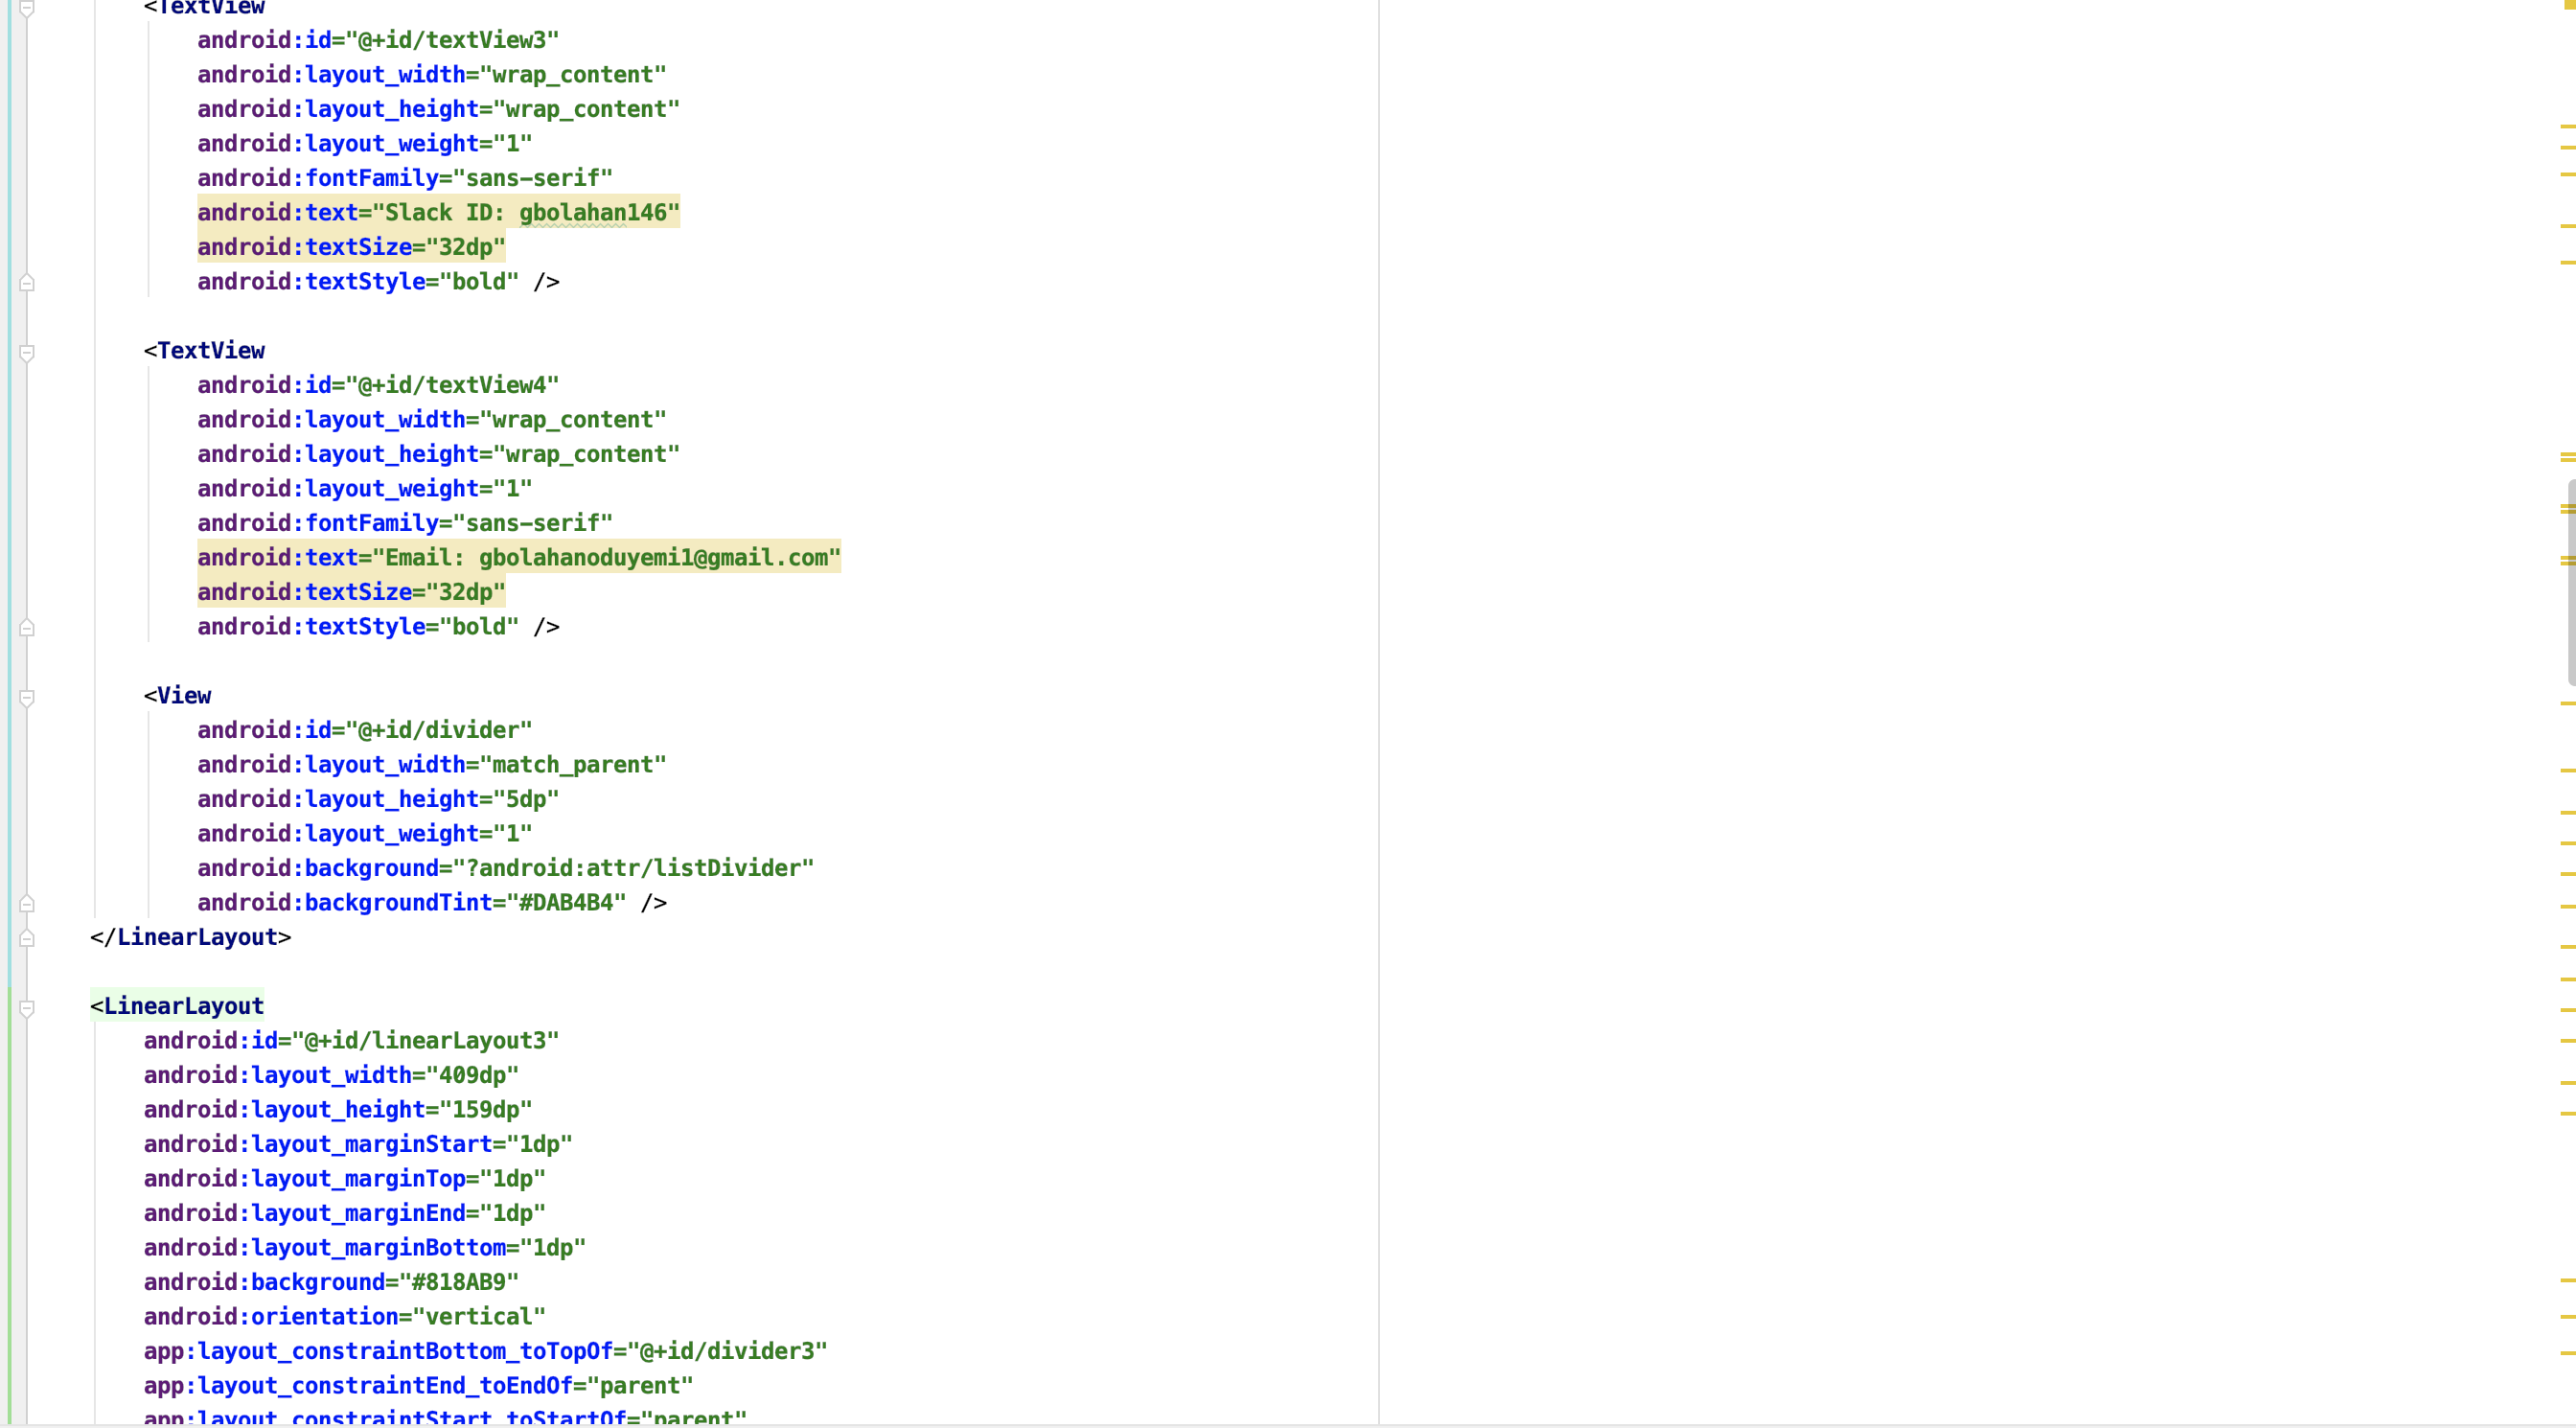 <TextView
android:id="@+id/textView3"
android:layout_width="wrap_content"
android:layout_height="wrap_content"
android:layout_weight="1"
android:fontFamily="sans-serif"
android:text="Slack ID: gbolahan146"
android:textSize="32dp"
android:textStyle="bold" />
<TextView
android:id="@+id/textView4"
android:layout_width="wrap_content"
android:layout_height="wrap_content"
android:layout_weight="1"
android:fontFamily="sans-serif"
android:text="Email: gbolahanoduyemi1@gmail.com"
android:textSize="32dp"
android:textStyle="bold" />
<View
android:id="@+id/divider"
android:layout_width="match_parent"
android:layout_height="5dp"
android:layout_weight="1"
android:background="?android:attr/listDivider"
android:backgroundTint="#DAB4B4" />
</LinearLayout>
<LinearLayout
android:id="@+id/linearLayout3"
android:layout_width="409dp"
android:layout_height="159dp"
android:layout_marginStart="1dp"
android:layout_marginTop="1dp"
android:layout_marginEnd="1dp"
android:layout_marginBottom="1dp"
android:background="#818AB9"
android:orientation="vertical"
app:layout_constraintBottom_toTopOf="@+id/divider3"
app:layout_constraintEnd_toEndOf="parent"
app:layout_constraintStart_toStartOf="parent"